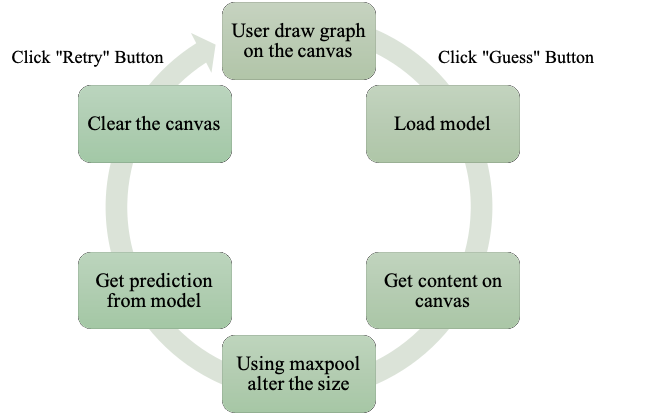 User draw graph
on the canvas
Click "Retry" Button
Click "Guess" Button
Clear the canvas
Load model
Get prediction
from model
Get content on
canvas
Using maxpool
alter the size